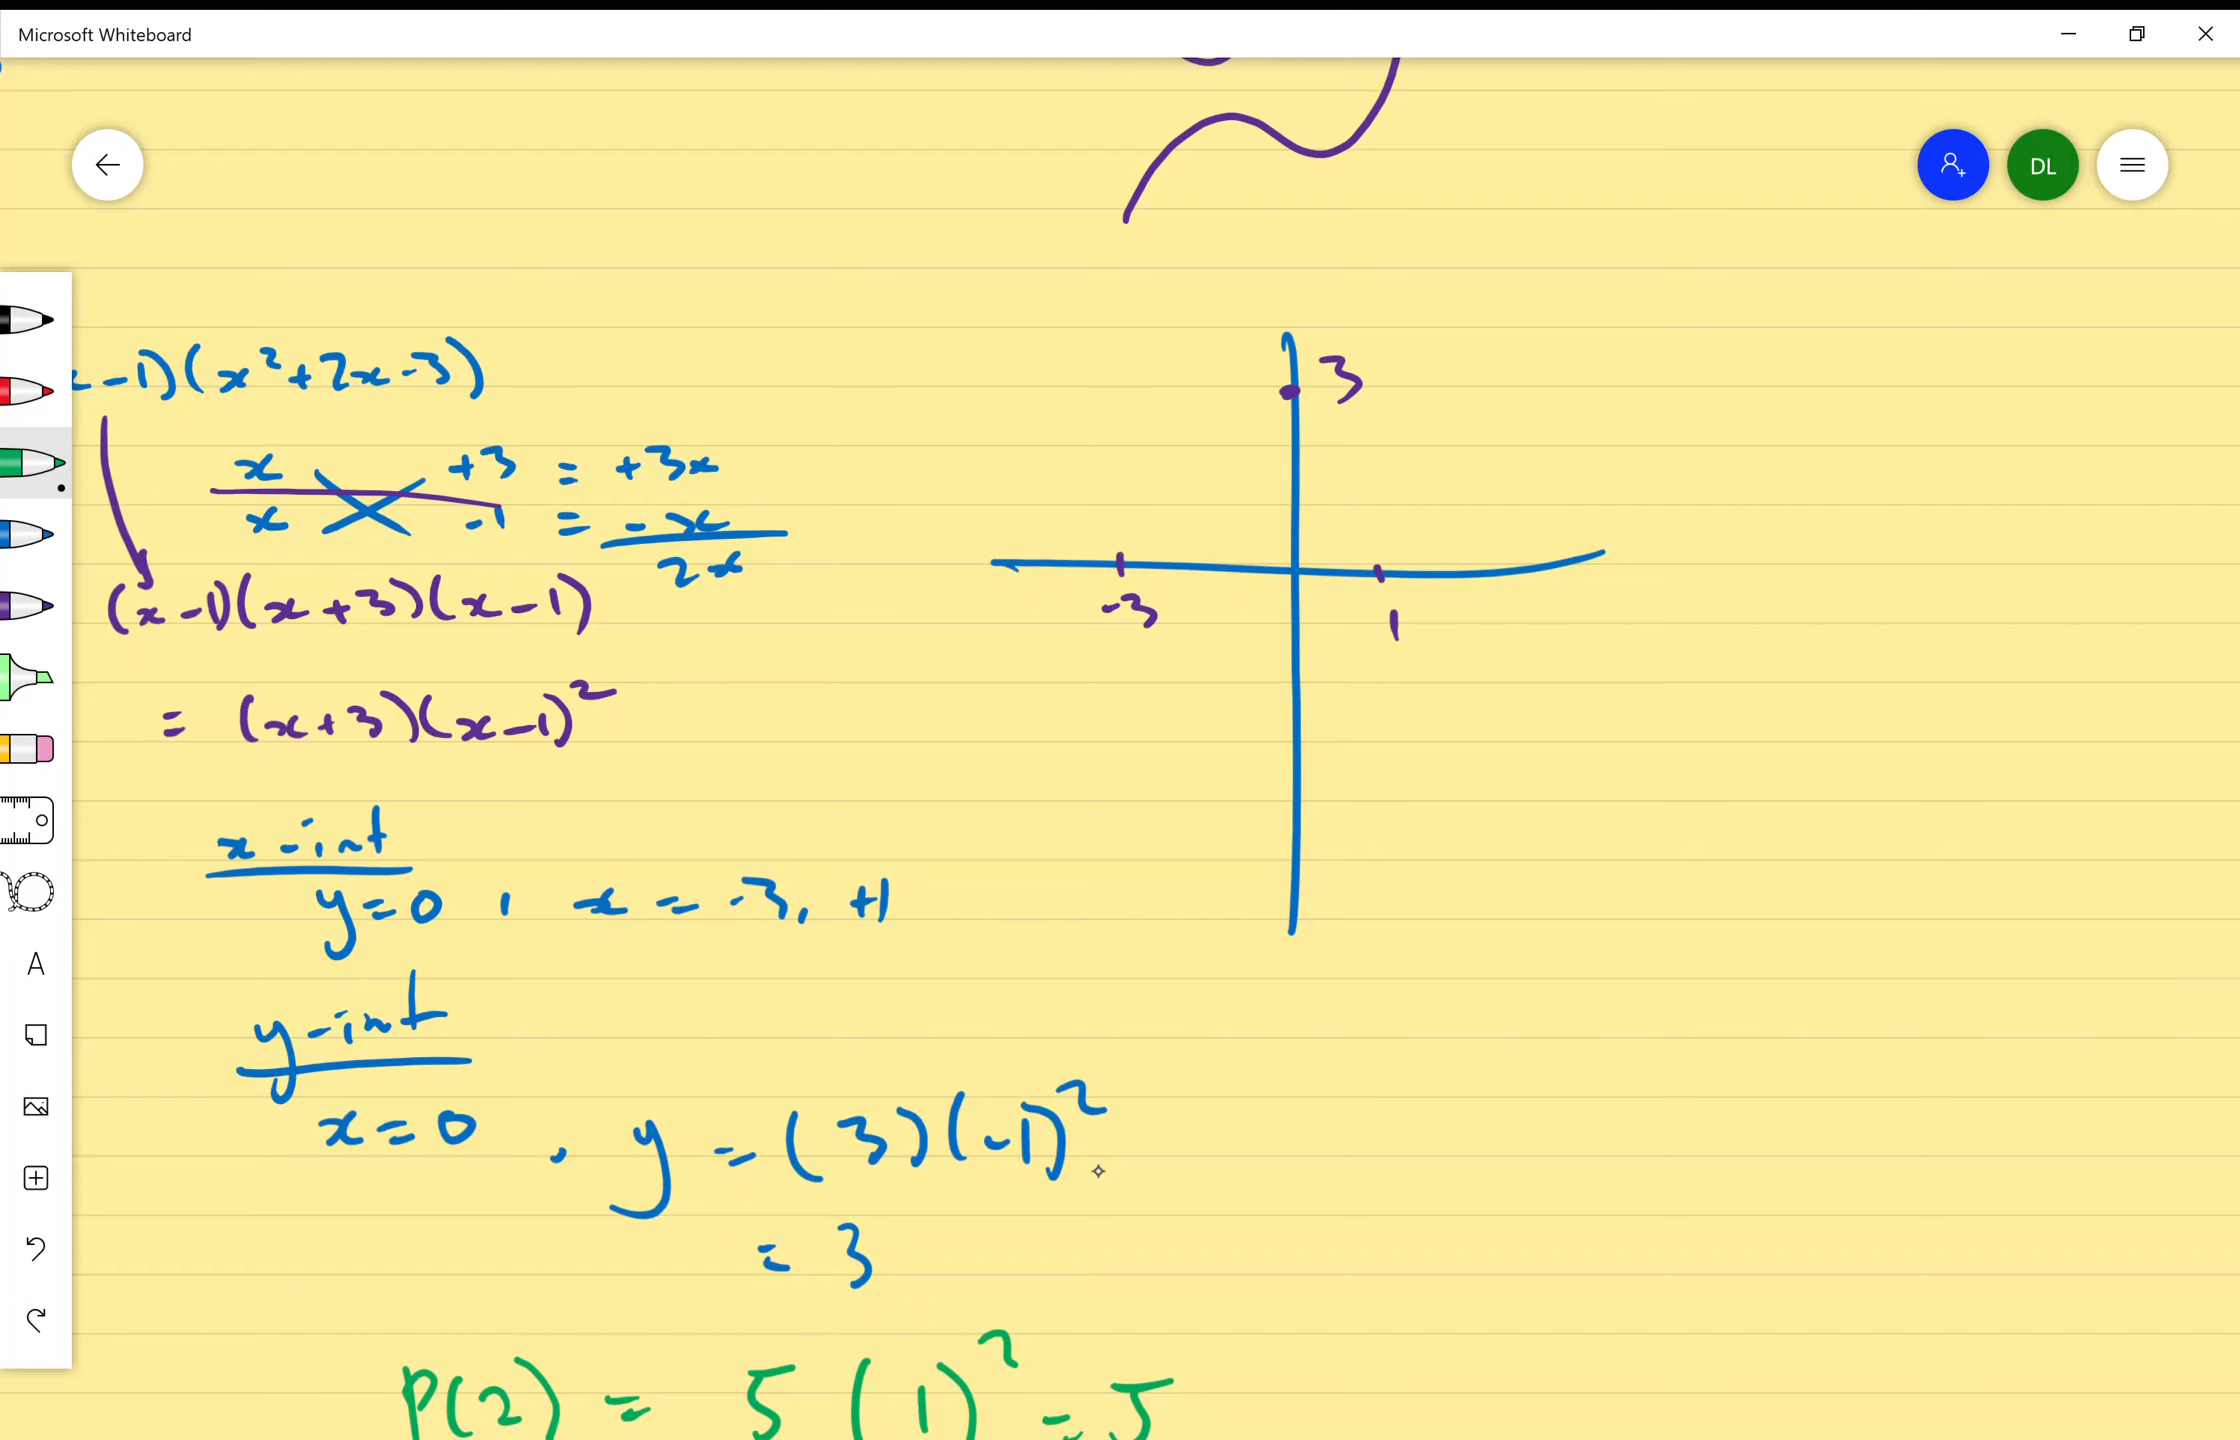 Microsoft Whiteboard
DL
-1)(x²+2x-3)
3
x +3 = +3x
x -1 = -x
2x
(x-1)(x+3)(x-1)
-3
1
= (x+3)(x-1)²
x-int
y=0 , x = -3, +1
y-int
x=0 , y = (3)(-1)²
= 3
P(2) = 5 (1)² = 5
A